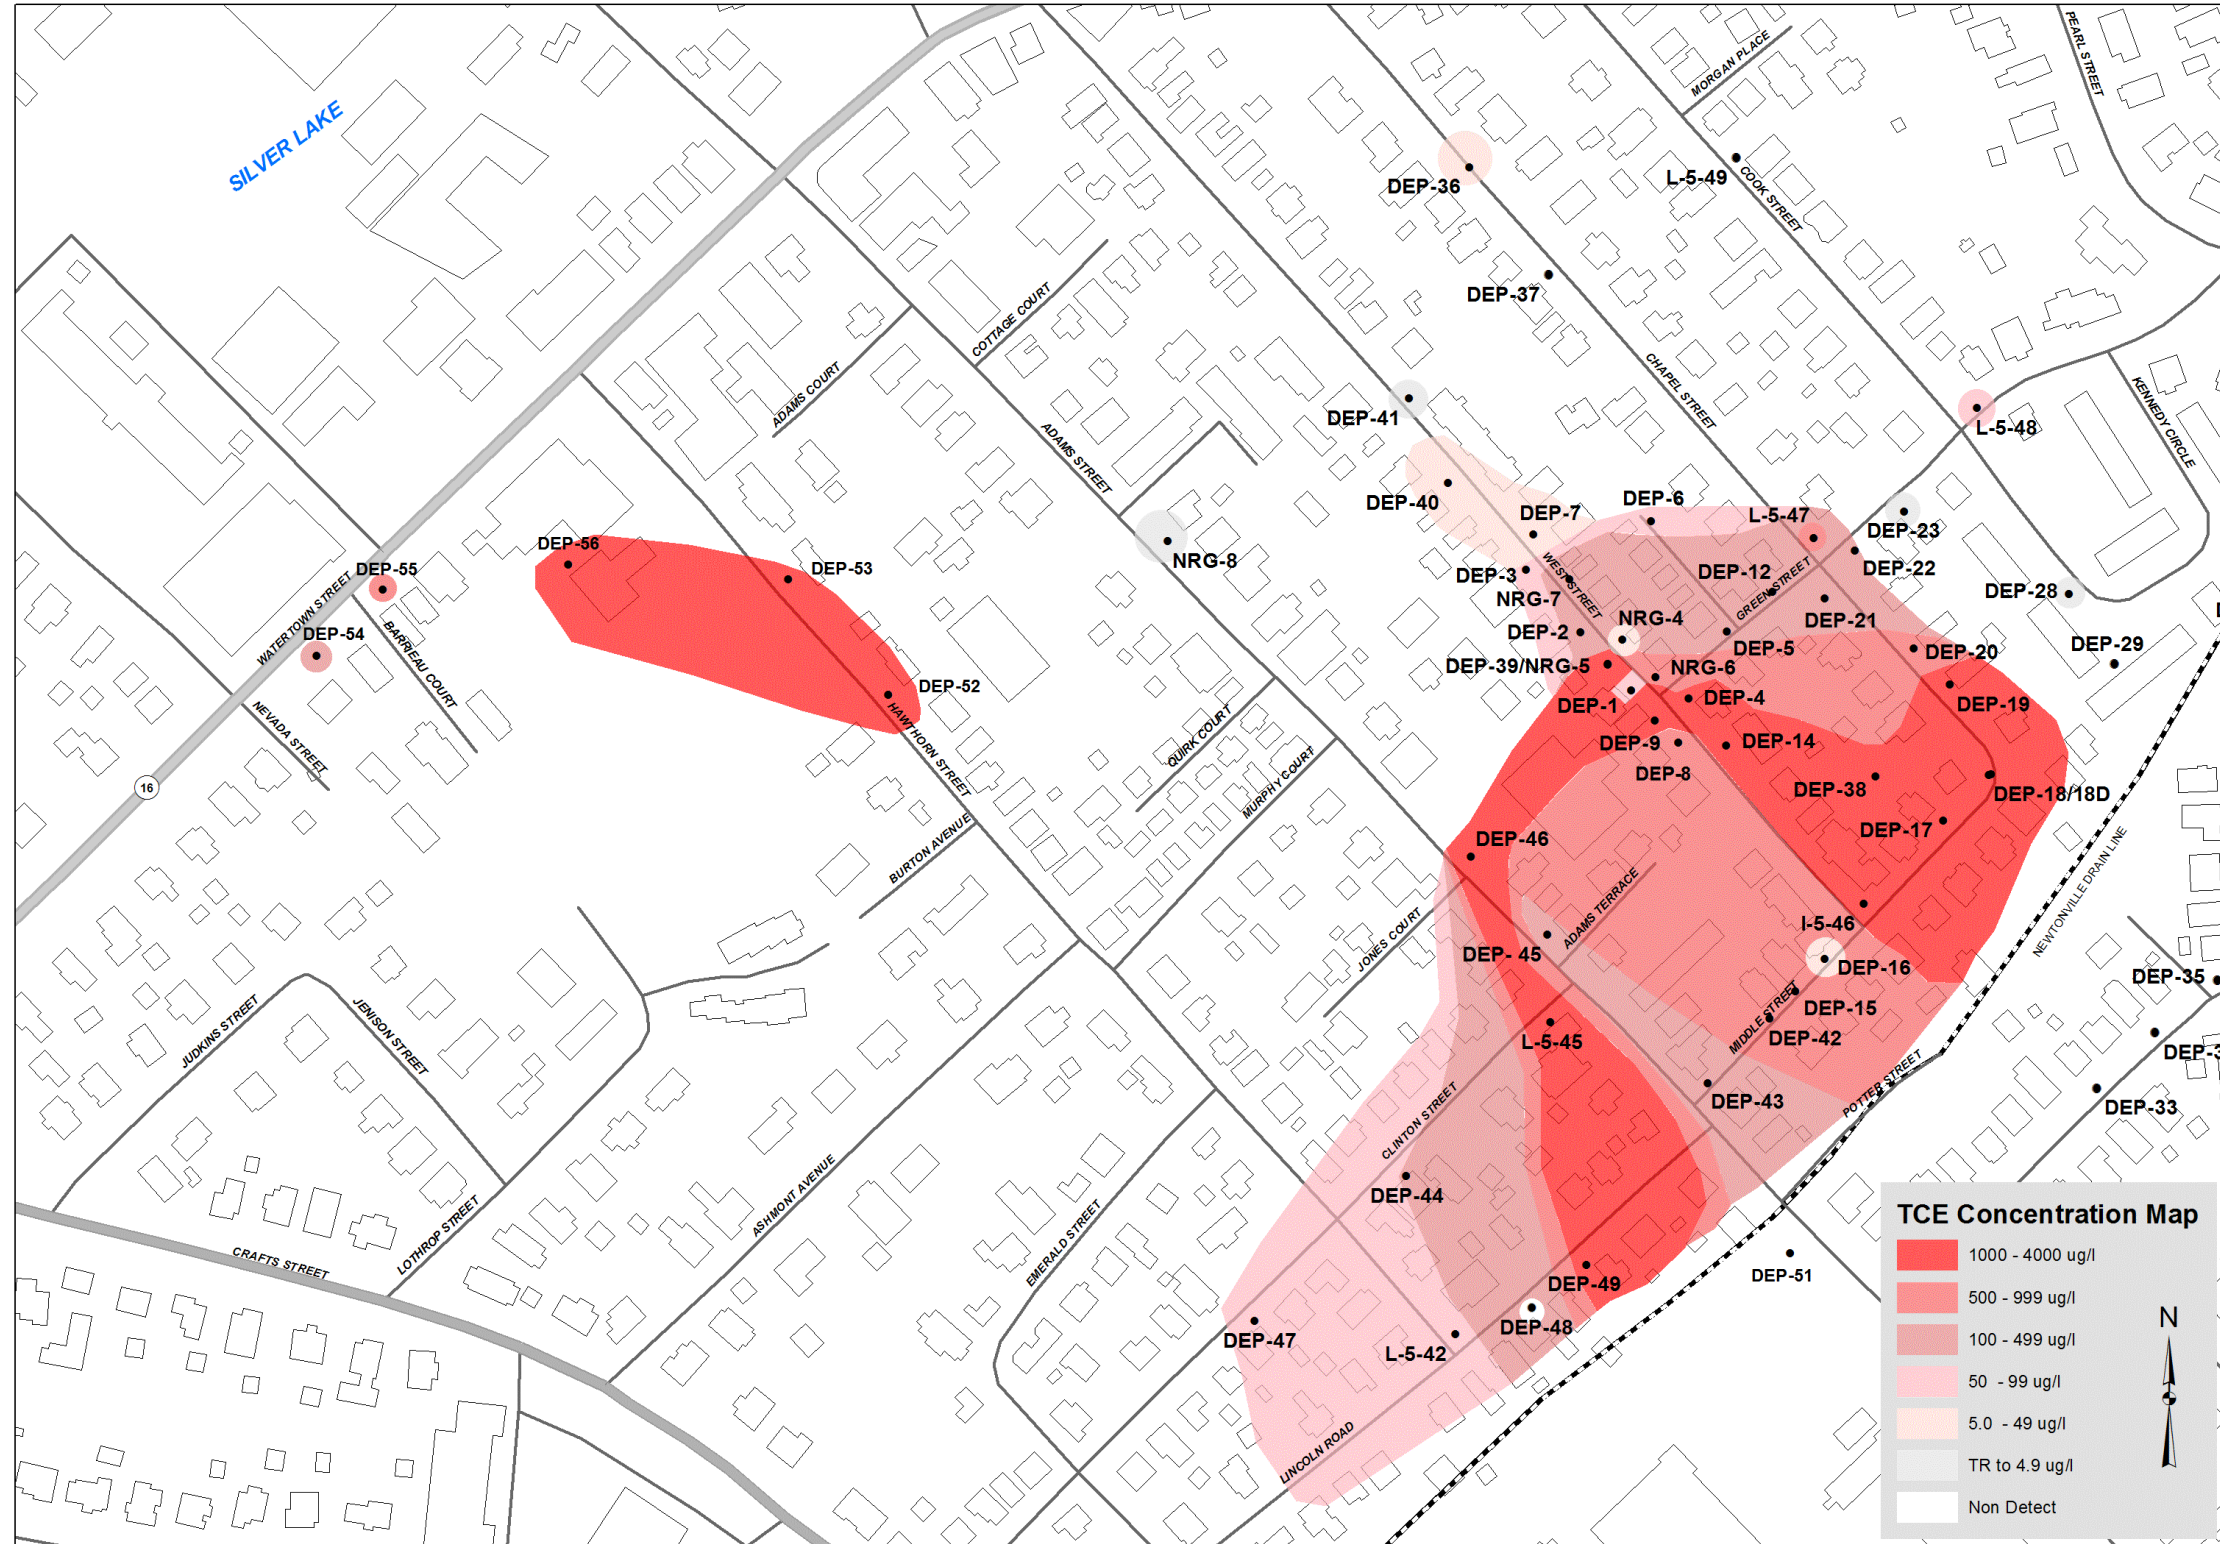 PEARL STREET
MORGAN PLACE
SILVER LAKE
L-5-49
COOK STREET
DEP-36
DEP-37
COTTAGE COURT
CHAPEL STREET
ADAMS COURT
KENNEDY CIRCLE
DEP-41
L-5-48
ADAMS STREET
DEP-40
DEP-6
DEP-7
L-5-47
DEP-23
DEP-56
DEP-55
DEP-53
NRG-8
DEP-3
WEST STREET
DEP-12
GREEN STREET
DEP-22
NRG-7
DEP-28
WATERTOWN STREET
DEP-54
BARRIEAU COURT
DEP-2
NRG-4
DEP-21
DEP-5
DEP-20
DEP-29
DEP-39/NRG-5
NRG-6
DEP-52
DEP-1
DEP-4
DEP-19
NEVADA STREET
HAWTHORN STREET
QUIRK COURT
DEP-9
DEP-14
DEP-8
16
MURPHY COURT
DEP-38
DEP-18/18D
DEP-17
DEP-46
BURTON AVENUE
NEWTONVILLE DRAIN LINE
ADAMS TERRACE
I-5-46
JONES COURT
DEP- 45
DEP-16
DEP-35
JUDKINS STREET
JENISON STREET
MIDDLE STREET
DEP-15
L-5-45
DEP-42
DEP-3
POTTER STREET
DEP-43
DEP-33
CLINTON STREET
DEP-44
ASHMONT AVENUE
EMERALD STREET
LOTHROP STREET
CRAFTS STREET
DEP-49
DEP-51
DEP-48
DEP-47
L-5-42
LINCOLN ROAD
TCE Concentration Map
1000 - 4000 ug/l
500 - 999 ug/l
100 - 499 ug/l
50 - 99 ug/l
5.0 - 49 ug/l
TR to 4.9 ug/l
Non Detect
N